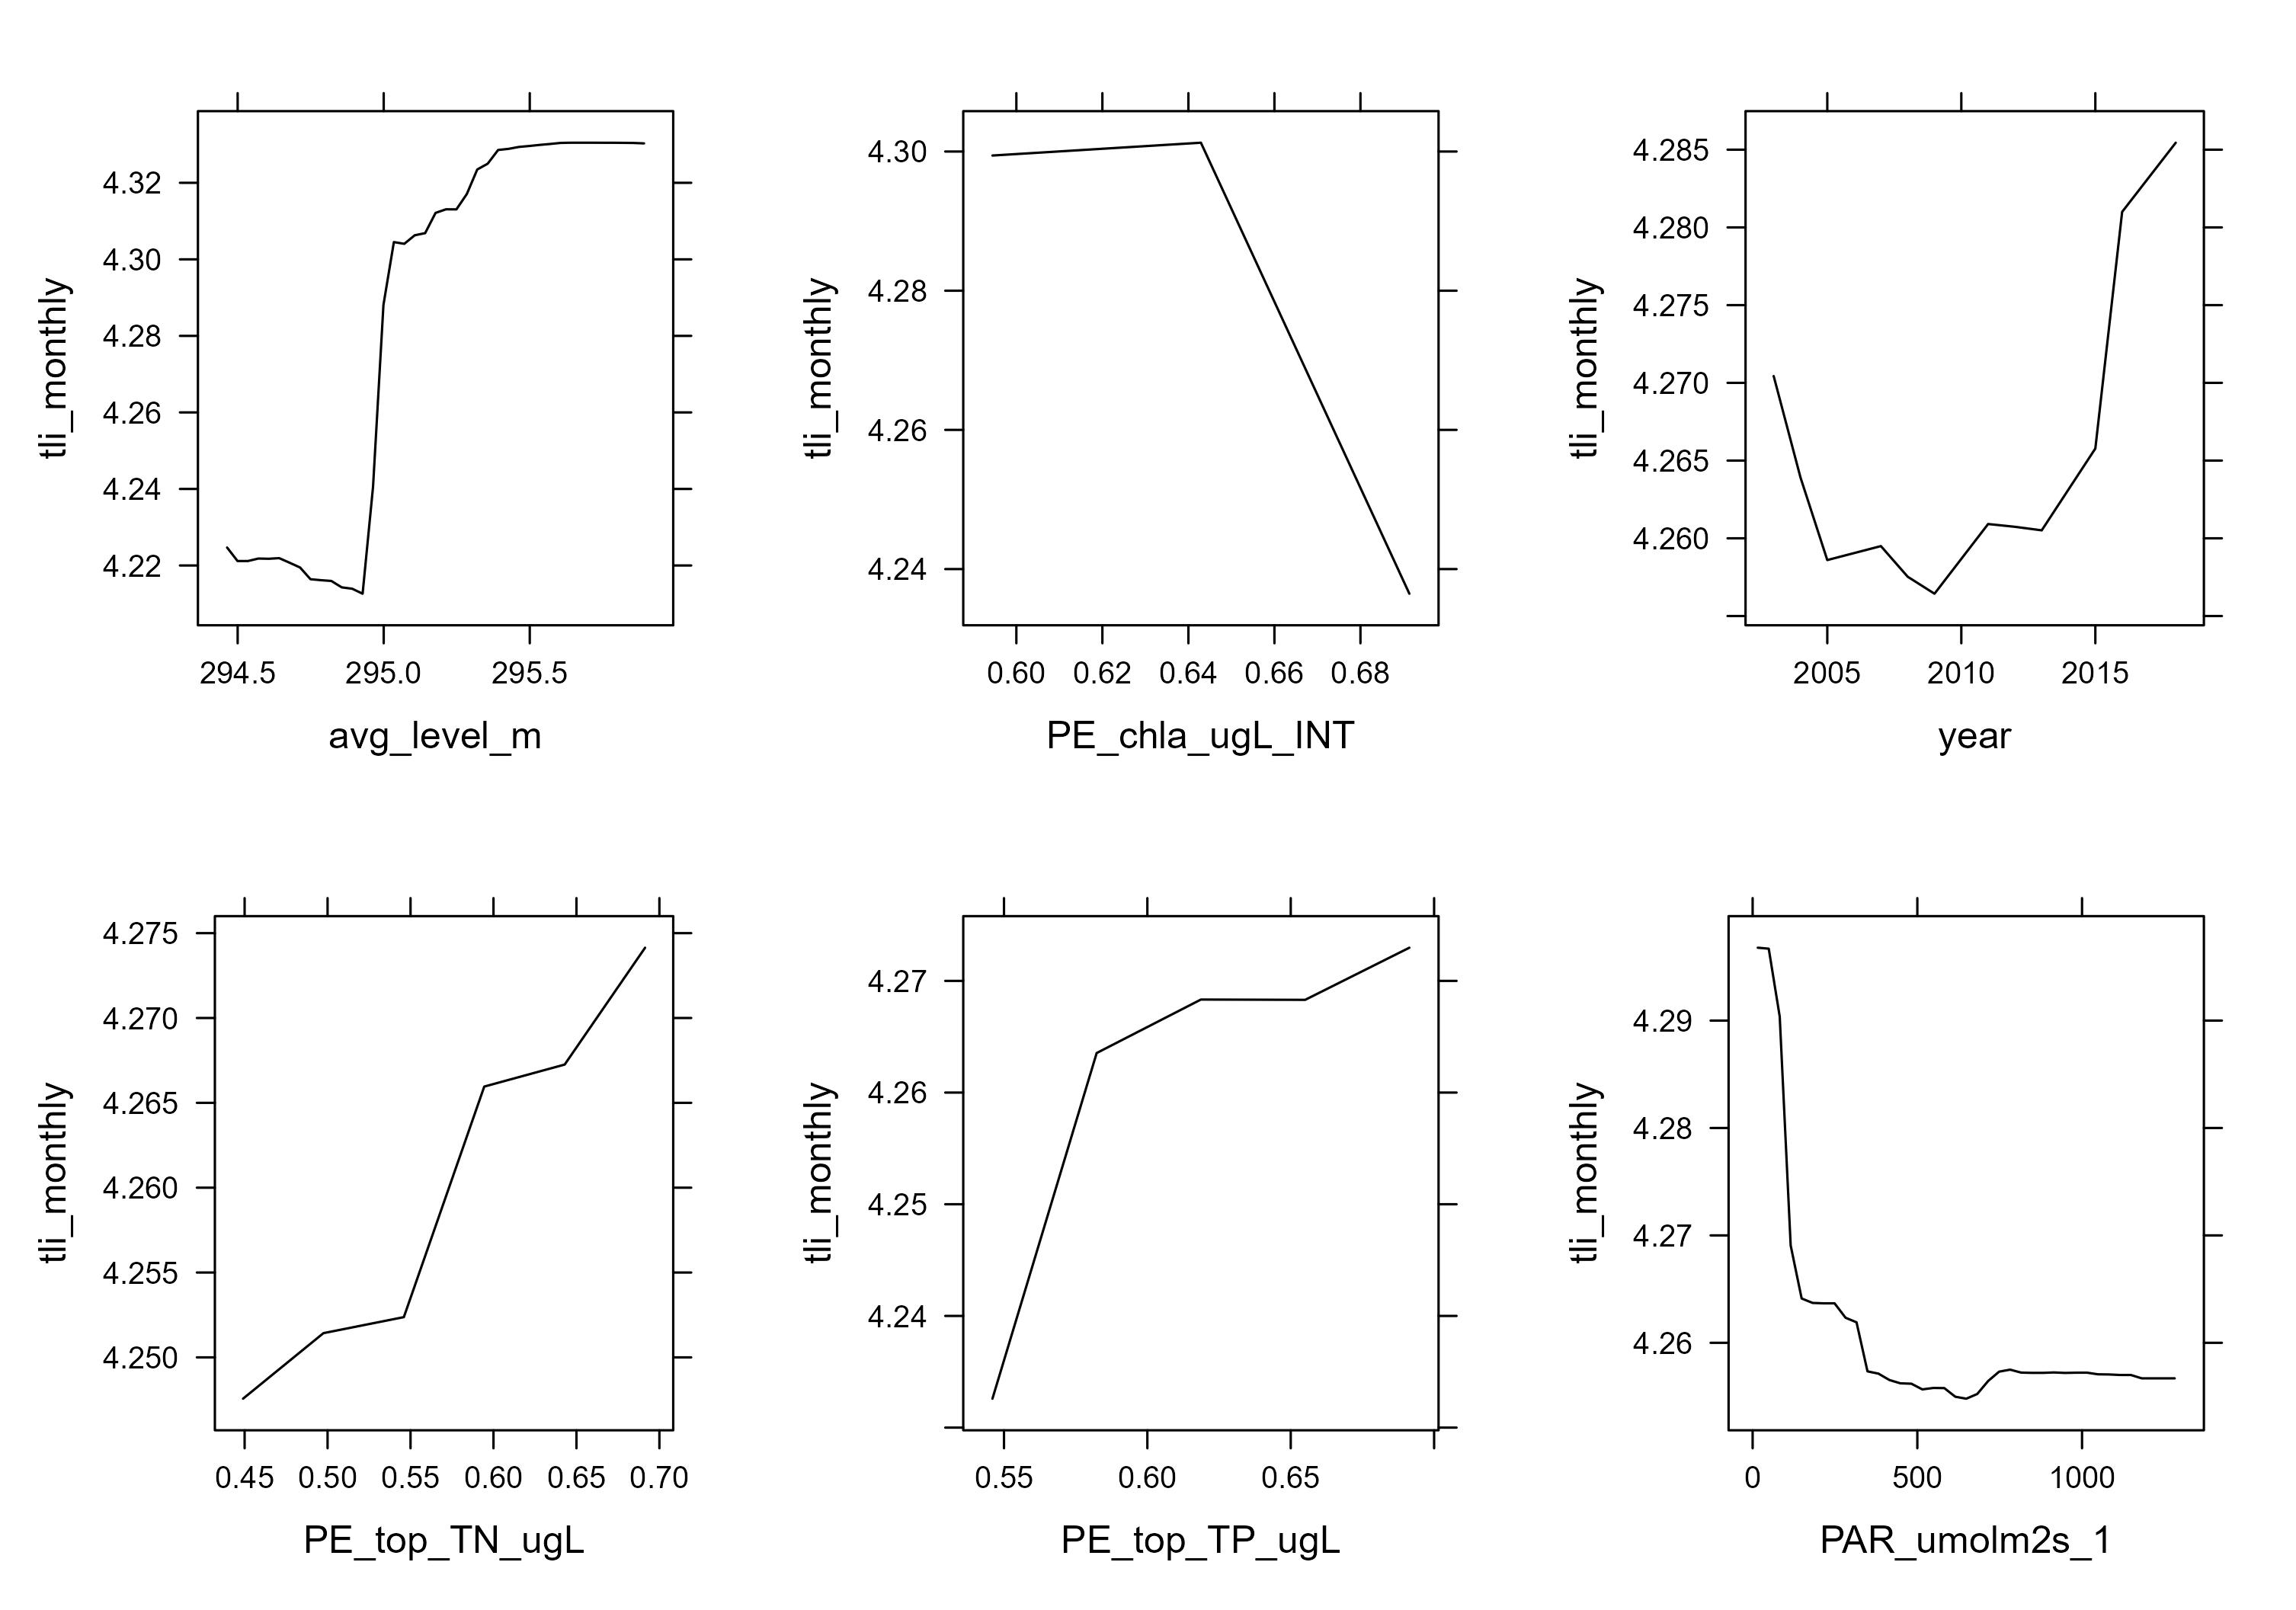 tli_monthly
4.32
4.30
4.28
4.26
4.24
4.22
294.5 295.0 295.5
avg_level_m
tli_monthly
4.30
4.28
4.26
4.24
0.60 0.62 0.64 0.66 0.68
PE_chla_ugL_INT
tli_monthly
4.285
4.280
4.275
4.270
4.265
4.260
2005 2010 2015
year
tli_monthly
4.275
4.270
4.265
4.260
4.255
4.250
0.45 0.50 0.55 0.60 0.65 0.70
PE_top_TN_ugL
tli_monthly
4.27
4.26
4.25
4.24
0.55 0.60 0.65
PE_top_TP_ugL
tli_monthly
4.29
4.28
4.27
4.26
0 500 1000
PAR_umolm2s_1